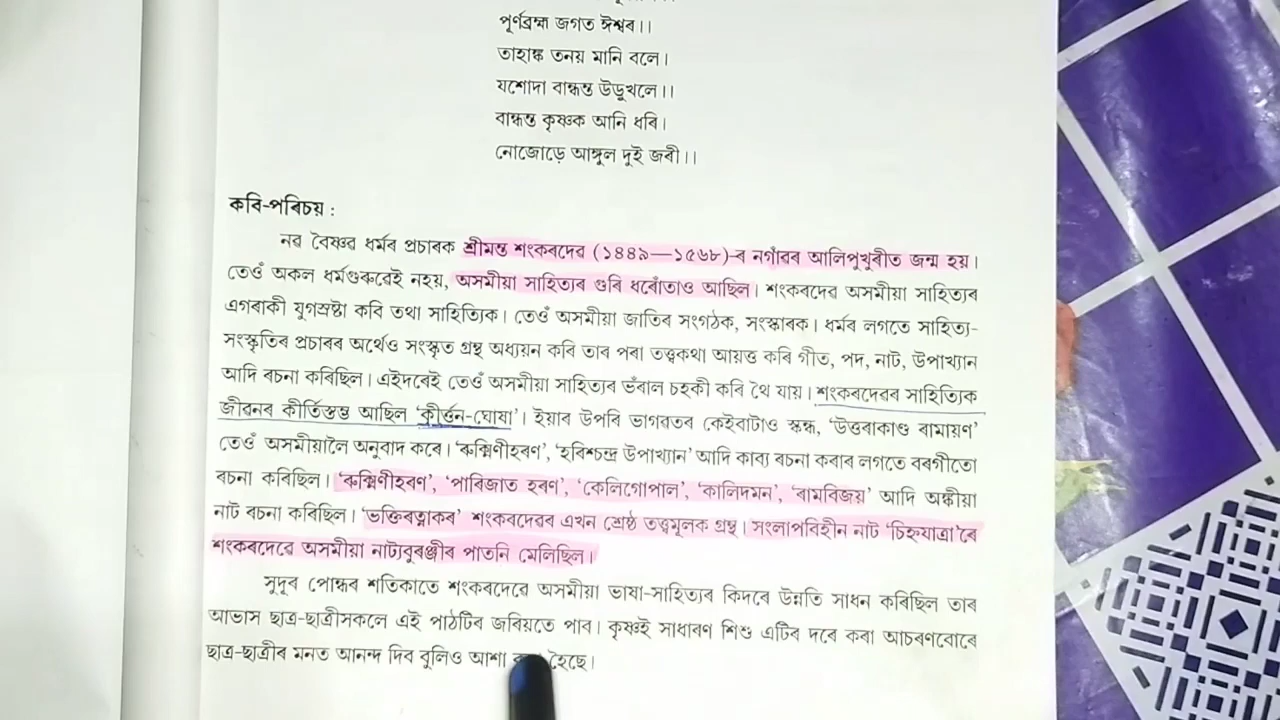 পূৰ্ণব্ৰহ্ম জগত ঈশ্বৰ।।
তাহাঙ্ক তনয় মানি বলে।
যশোদা বান্ধন্ত উড়ুখলে।।
বান্ধন্ত কৃষ্ণক আনি ধৰি।
নোজোড়ে আঙ্গুল দুই জৰী।।
কবি-পৰিচয় :
নৱ বৈষ্ণৱ ধৰ্মৰ প্ৰচাৰক শ্ৰীমন্ত শংকৰদেৱ (১৪৪৯—১৫৬৮)-ৰ নগাঁৱৰ আলিপুখুৰীত জন্ম হয়।
তেওঁ অকল ধৰ্মগুৰুৱেই নহয়, অসমীয়া সাহিত্যৰ গুৰি ধৰোঁতাও আছিল। শংকৰদেৱ অসমীয়া সাহিত্যৰ
এগৰাকী যুগস্ৰষ্টা কবি তথা সাহিত্যিক। তেওঁ অসমীয়া জাতিৰ সংগঠক, সংস্কাৰক। ধৰ্মৰ লগতে সাহিত্য-
সংস্কৃতিৰ প্ৰচাৰৰ অৰ্থেও সংস্কৃত গ্ৰন্থ অধ্যয়ন কৰি তাৰ পৰা তত্ত্বকথা আয়ত্ত কৰি গীত, পদ, নাট, উপাখ্যান
আদি ৰচনা কৰিছিল। এইদৰেই তেওঁ অসমীয়া সাহিত্যৰ ভঁৰাল চহকী কৰি থৈ যায়। শংকৰদেৱৰ সাহিত্যিক
জীৱনৰ কীৰ্তিস্তম্ভ আছিল ‘কীৰ্ত্তন-ঘোষা’। ইয়াৰ উপৰি ভাগৱতৰ কেইবাটাও স্কন্ধ, ‘উত্তৰাকাণ্ড ৰামায়ণ’
তেওঁ অসমীয়ালৈ অনুবাদ কৰে। ‘ৰুক্মিণীহৰণ’, ‘হৰিশ্চন্দ্ৰ উপাখ্যান’ আদি কাব্য ৰচনা কৰাৰ লগতে বৰগীতো
ৰচনা কৰিছিল। ‘ৰুক্মিণীহৰণ’, ‘পাৰিজাত হৰণ’, ‘কেলিগোপাল’, ‘কালিদমন’, ‘ৰামবিজয়’ আদি অঙ্কীয়া
নাট ৰচনা কৰিছিল। ‘ভক্তিৰত্নাকৰ’ শংকৰদেৱৰ এখন শ্ৰেষ্ঠ তত্ত্বমূলক গ্ৰন্থ। সংলাপবিহীন নাট ‘চিহ্নযাত্ৰা’ৰে
শংকৰদেৱে অসমীয়া নাট্যবুৰঞ্জীৰ পাতনি মেলিছিল।
সুদূৰ পোন্ধৰ শতিকাতে শংকৰদেৱে অসমীয়া ভাষা-সাহিত্যৰ কিদৰে উন্নতি সাধন কৰিছিল তাৰ
আভাস ছাত্ৰ-ছাত্ৰীসকলে এই পাঠটিৰ জৰিয়তে পাব। কৃষ্ণই সাধাৰণ শিশু এটিৰ দৰে কৰা আচৰণবোৰে
ছাত্ৰ-ছাত্ৰীৰ মনত আনন্দ দিব বুলিও আশা হৈছে।